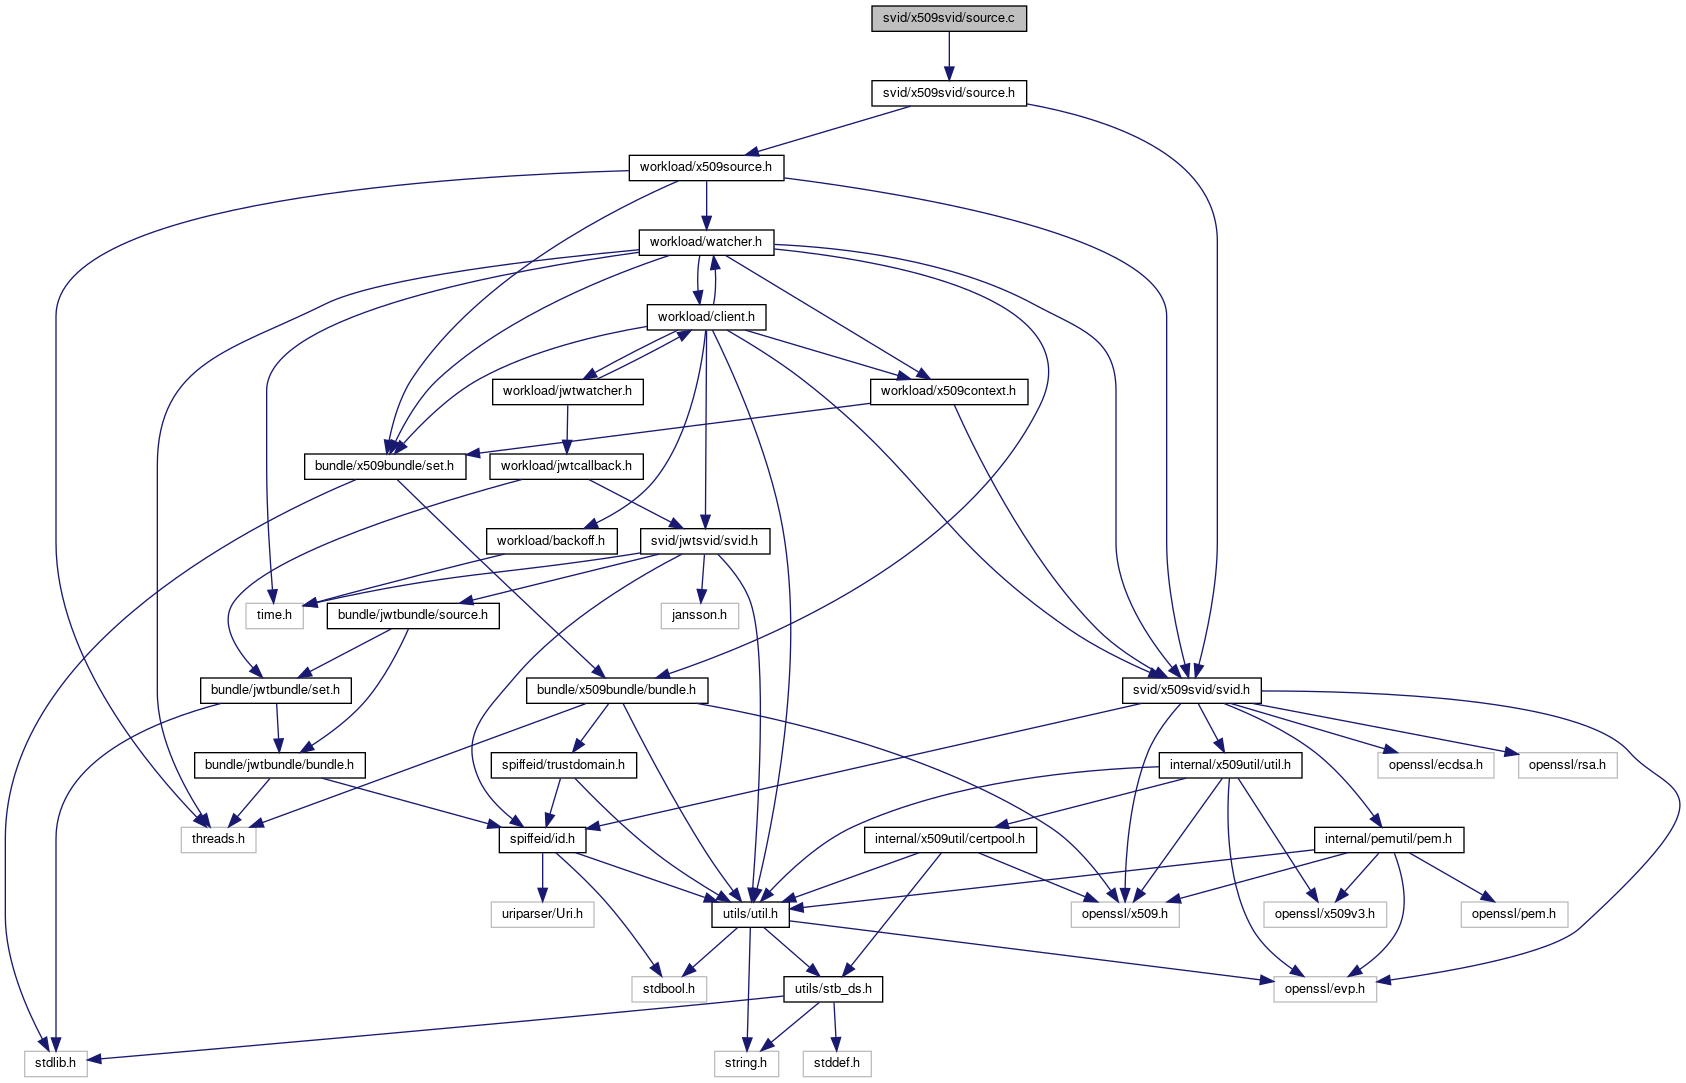 svid/x509svid/source.c
svid/x509svid/source.h
workload/x509source.h
workload/watcher.h
workload/client.h
workload/jwtwatcher.h
workload/x509context.h
bundle/x509bundle/set.h
workload/jwtcallback.h
workload/backoff.h
svid/jwtsvid/svid.h
time.h
bundle/jwtbundle/source.h
jansson.h
bundle/jwtbundle/set.h
bundle/x509bundle/bundle.h
svid/x509svid/svid.h
bundle/jwtbundle/bundle.h
spiffeid/trustdomain.h
internal/x509util/util.h
openssl/ecdsa.h
openssl/rsa.h
threads.h
spiffeid/id.h
internal/x509util/certpool.h
internal/pemutil/pem.h
uriparser/Uri.h
utils/util.h
openssl/x509.h
openssl/x509v3.h
openssl/pem.h
stdbool.h
utils/stb_ds.h
openssl/evp.h
stdlib.h
string.h
stddef.h